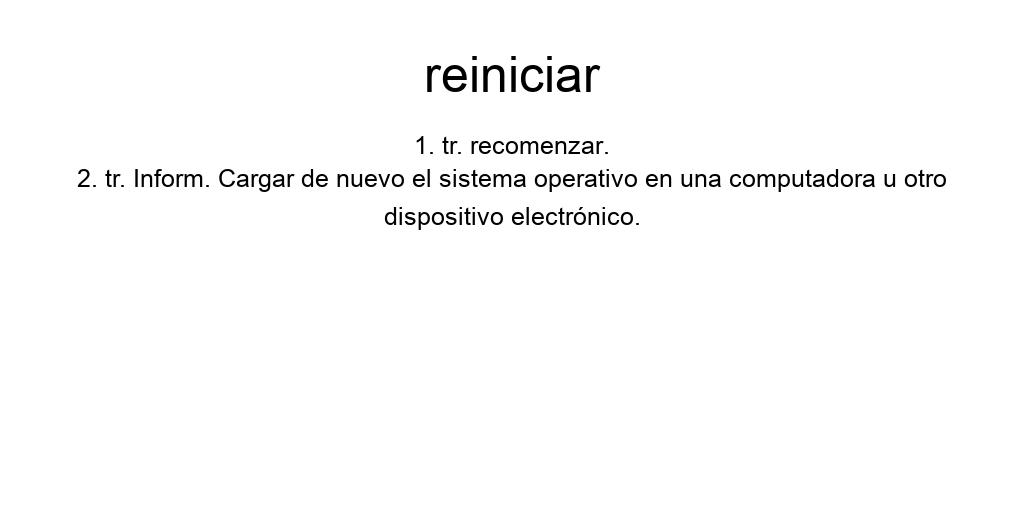 reiniciar
1. tr. recomenzar.
2. tr. Inform. Cargar de nuevo el sistema operativo en una computadora u otro
dispositivo electrónico.